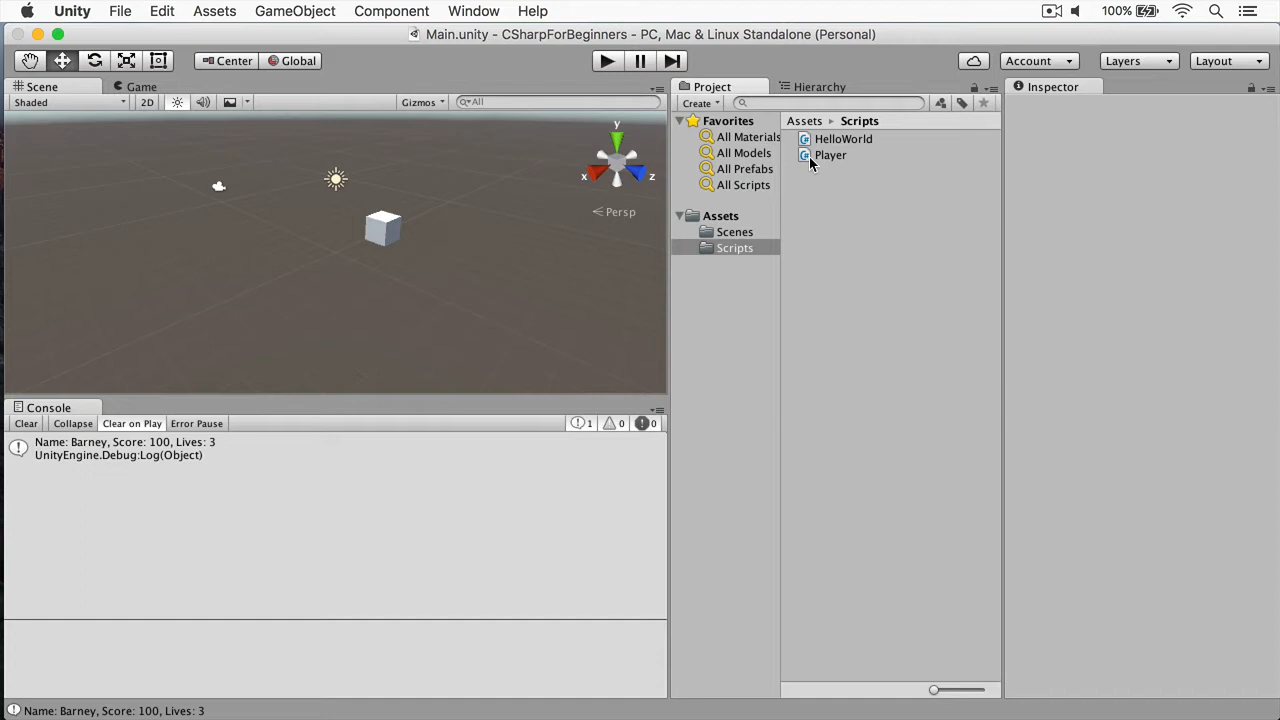 Unity File Edit Assets GameObject Component Window Help 100%
Main.unity - CSharpForBeginners - PC, Mac & Linux Standalone (Personal)
Center Global Account Layers Layout
Scene Game Project Hierarchy Inspector
Shaded 2D Gizmos All Create
Favorites
All Materials
All Models
All Prefabs
All Scripts
Assets
Scenes
Scripts
Assets Scripts
HelloWorld
Player
y
x
z
Persp
Console
Clear Collapse Clear on Play Error Pause 1 0 0
Name: Barney, Score: 100, Lives: 3
UnityEngine.Debug:Log(Object)
Name: Barney, Score: 100, Lives: 3